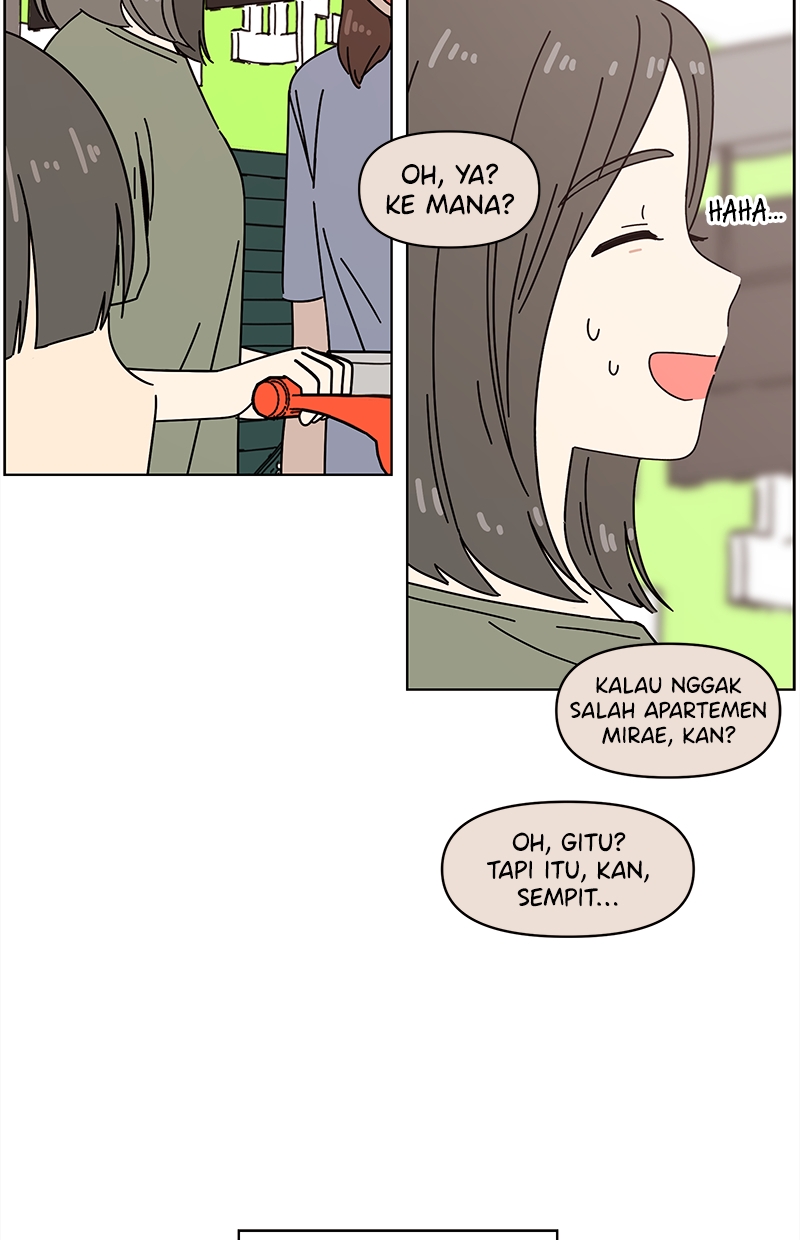 OH, YA?
KE MANA?
HAHA...
KALAU NGGAK
SALAH APARTEMEN
MIRAE, KAN?
OH, GITU?
TAPI ITU, KAN,
SEMPIT...